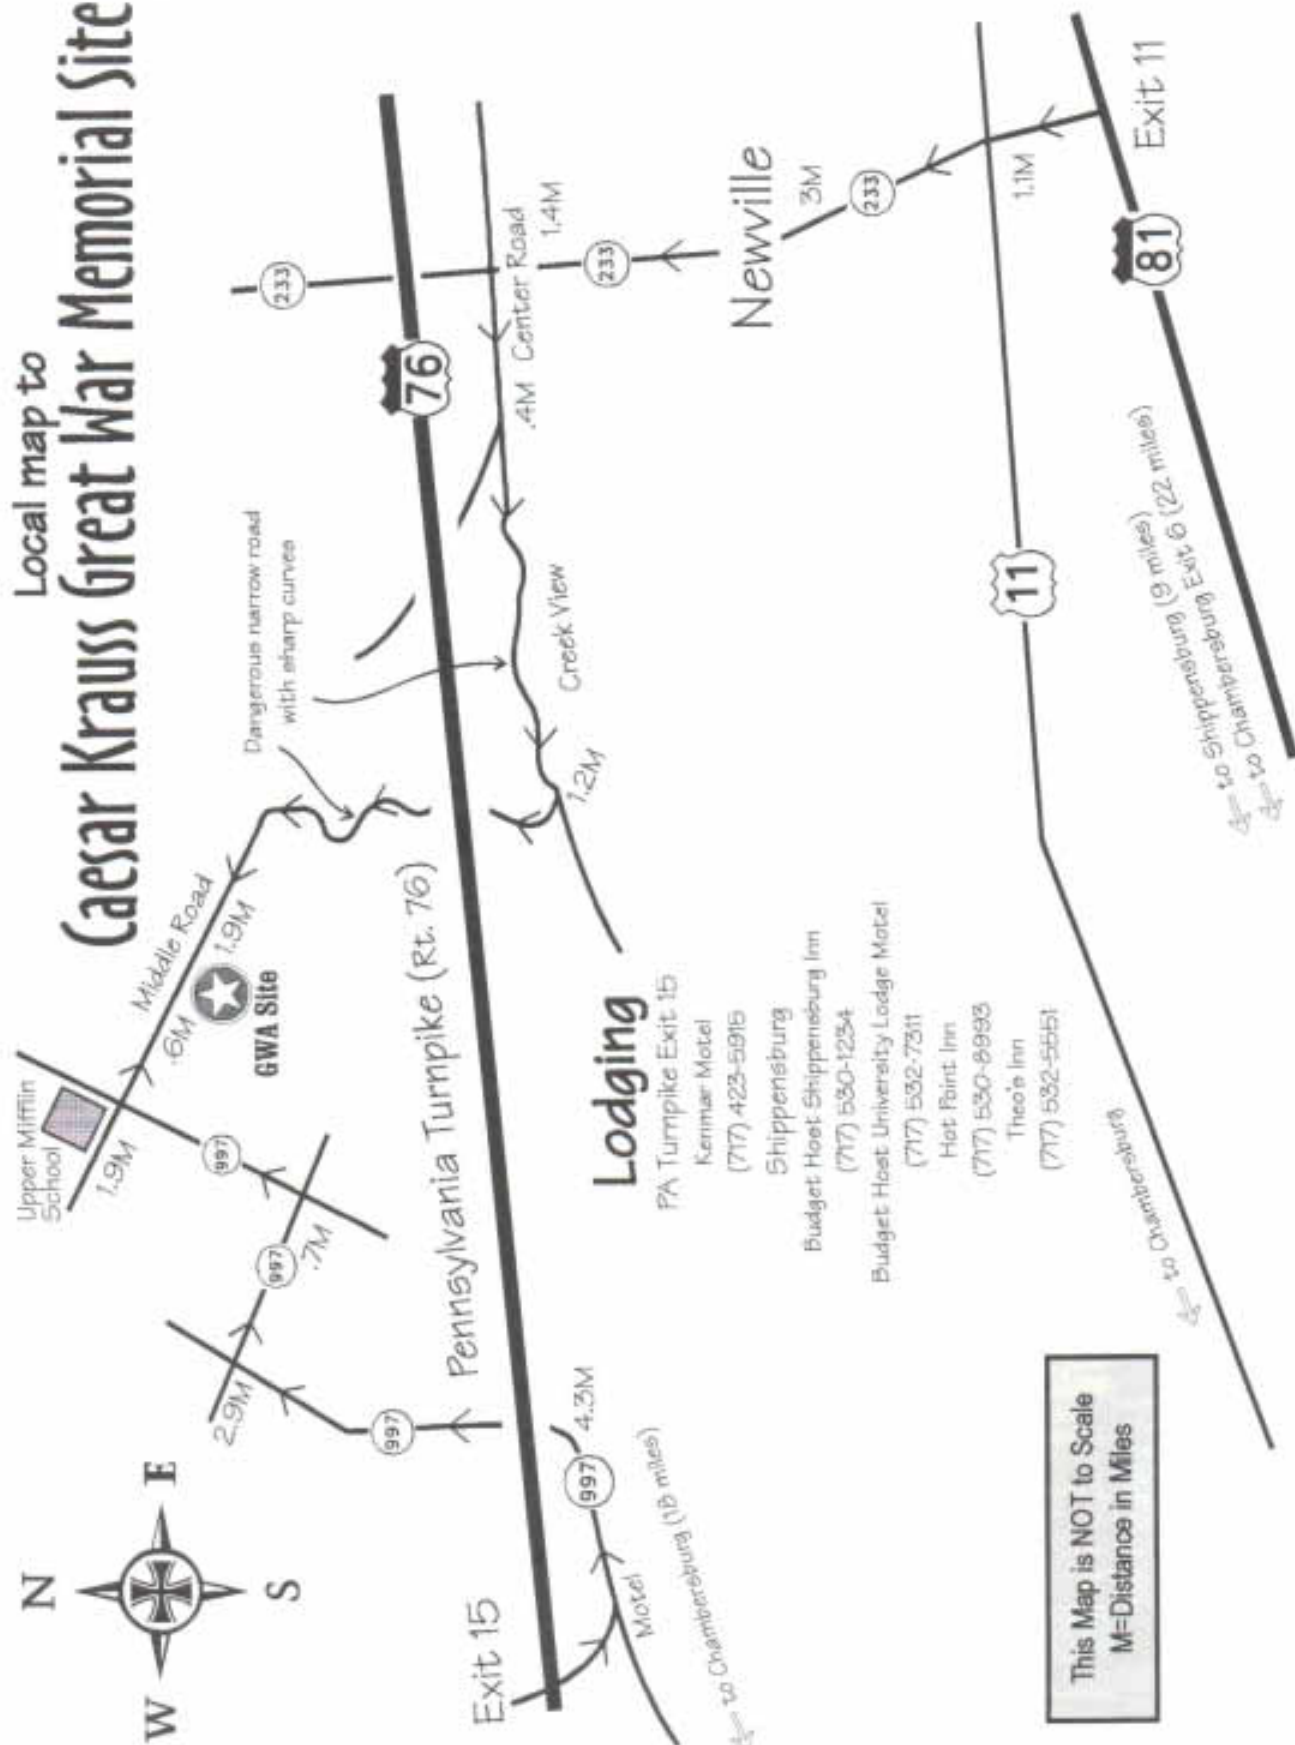 Local map to
Caesar Krauss Great War Memorial Site
N
W
E
S
Upper Mifflin
School
1.9M
Middle Road
.6M
1.9M
GWA Site
997
997
.7M
2.9M
997
Dangerous narrow road
with sharp curves
233
76
Pennsylvania Turnpike (Rt. 76)
.4M
Center Road
1.4M
233
Creek View
1.2M
Newville
3M
233
Exit 15
4.3M
997
Motel
to Chambersburg (18 miles)
Lodging
PA Turnpike Exit 15
Kenmar Motel
(717) 423-5915
Shippensburg
Budget Host Shippensburg Inn
(717) 530-1234
Budget Host University Lodge Motel
(717) 532-7311
Hot Point Inn
(717) 530-8993
Theo's Inn
(717) 532-5551
11
1.1M
81
Exit 11
to Shippensburg (9 miles)
to Chambersburg Exit 6 (22 miles)
to Chambersburg
This Map is NOT to Scale
M=Distance in Miles